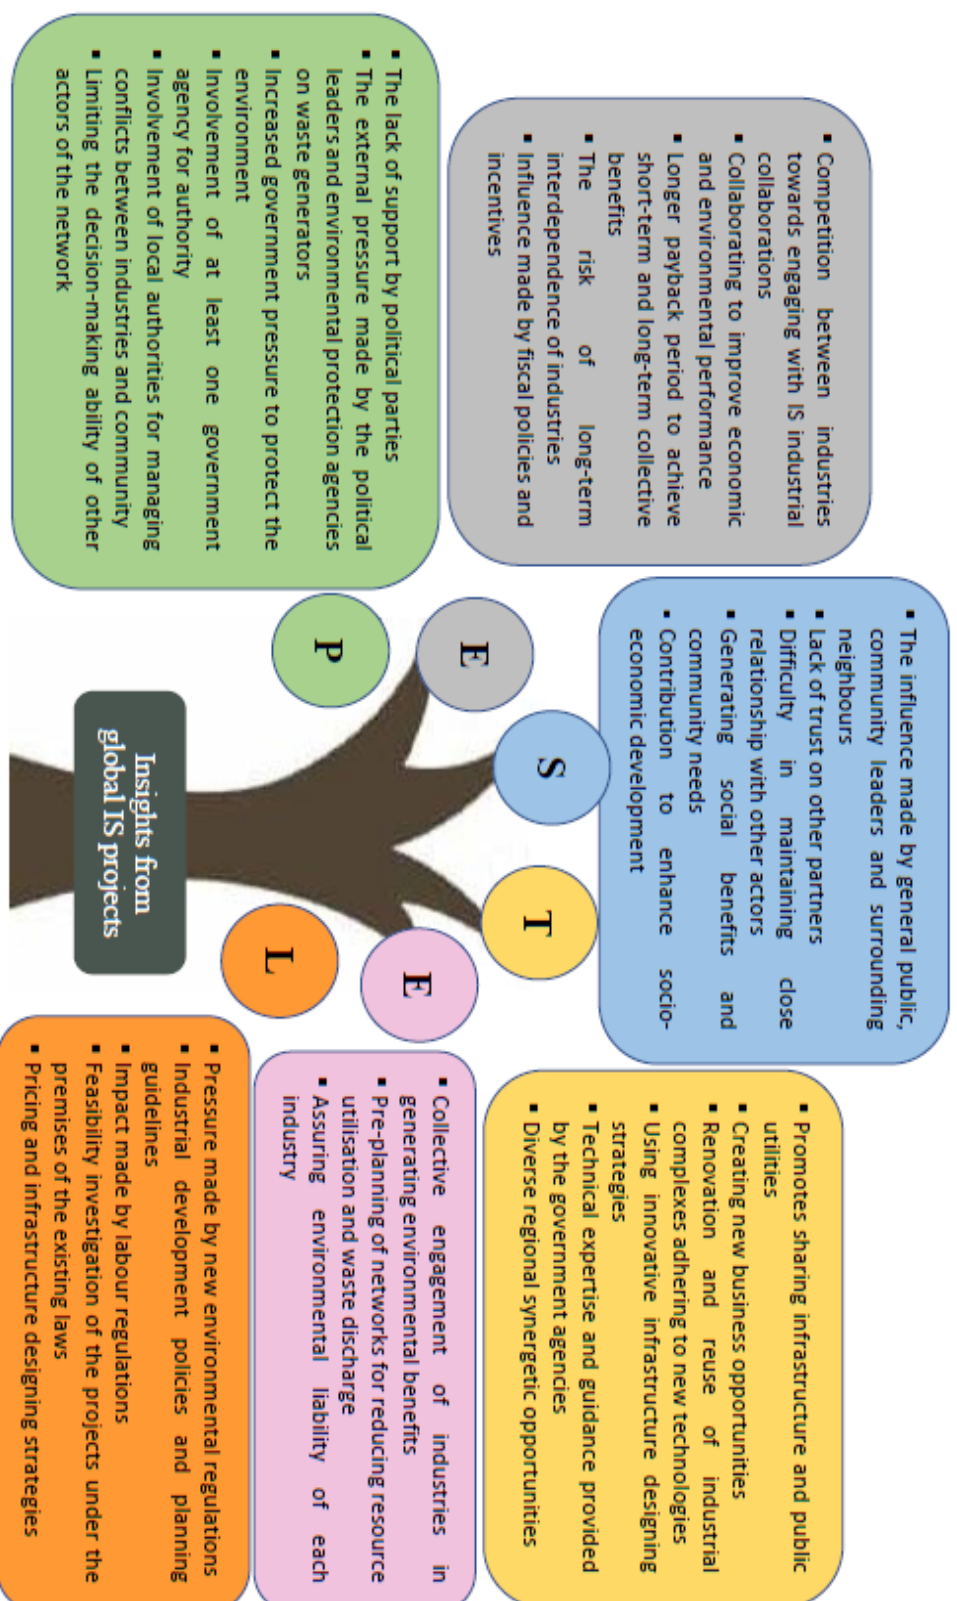 ▪ The lack of support by political parties
▪ The external pressure made by the political
leaders and environmental protection agencies
on waste generators
▪ Increased government pressure to protect the
environment
▪ Involvement of at least one government
agency for authority
▪ Involvement of local authorities for managing
conflicts between industries and community
▪ Limiting the decision-making ability of other
actors of the network
▪ Competition between industries
towards engaging with IS industrial
collaborations
▪ Collaborating to improve economic
and environmental performance
▪ Longer payback period to achieve
short-term and long-term collective
benefits
▪ The risk of long-term
interdependence of industries
▪ Influence made by fiscal policies and
incentives
▪ The influence made by general public,
community leaders and surrounding
neighbours
▪ Lack of trust on other partners
▪ Difficulty in maintaining close
relationship with other actors
▪ Generating social benefits and
community needs
▪ Contribution to enhance socio-
economic development
▪ Promotes sharing infrastructure and public
utilities
▪ Creating new business opportunities
▪ Renovation and reuse of industrial
complexes adhering to new technologies
▪ Using innovative infrastructure designing
strategies
▪ Technical expertise and guidance provided
by the government agencies
▪ Diverse regional synergetic opportunities
▪ Collective engagement of industries in
generating environmental benefits
▪ Pre-planning of networks for reducing resource
utilisation and waste discharge
▪ Assuring environmental liability of each
industry
▪ Pressure made by new environmental regulations
▪ Industrial development policies and planning
guidelines
▪ Impact made by labour regulations
▪ Feasibility investigation of the projects under the
premises of the existing laws
▪ Pricing and infrastructure designing strategies
P
E
S
T
E
L
Insights from
global IS projects